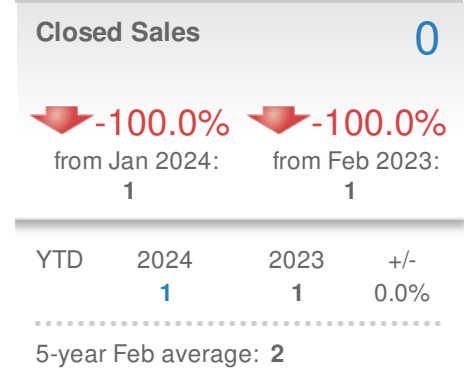 Closed Sales 0
-100.0% -100.0%
from Jan 2024: from Feb 2023:
1 1
YTD 2024 2023 +/-
1 1 0.0%
5-year Feb average: 2